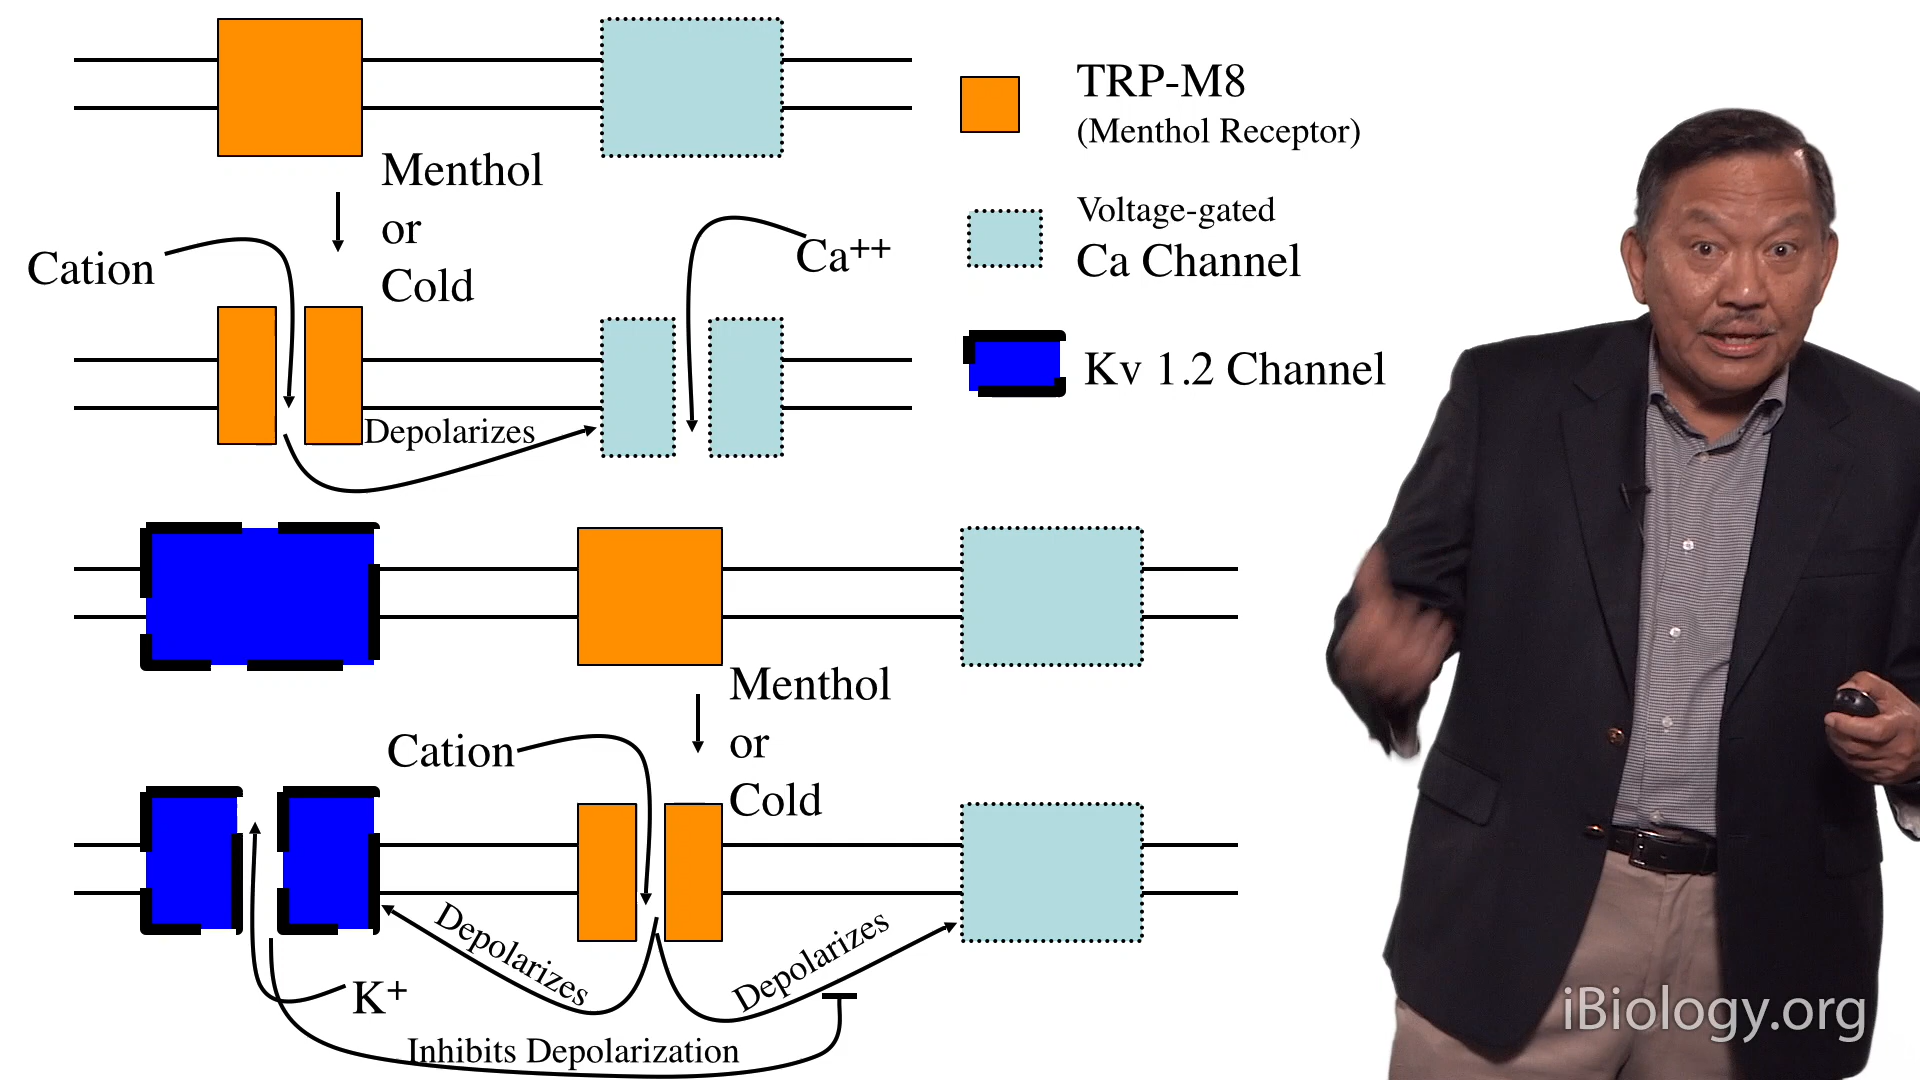 TRP-M8
(Menthol Receptor)
Menthol
or
Cold
Cation
Ca++
Voltage-gated
Ca Channel
Kv 1.2 Channel
Depolarizes
Menthol
or
Cold
Cation
Depolarizes
Depolarizes
K+
Inhibits Depolarization
iBiology.org